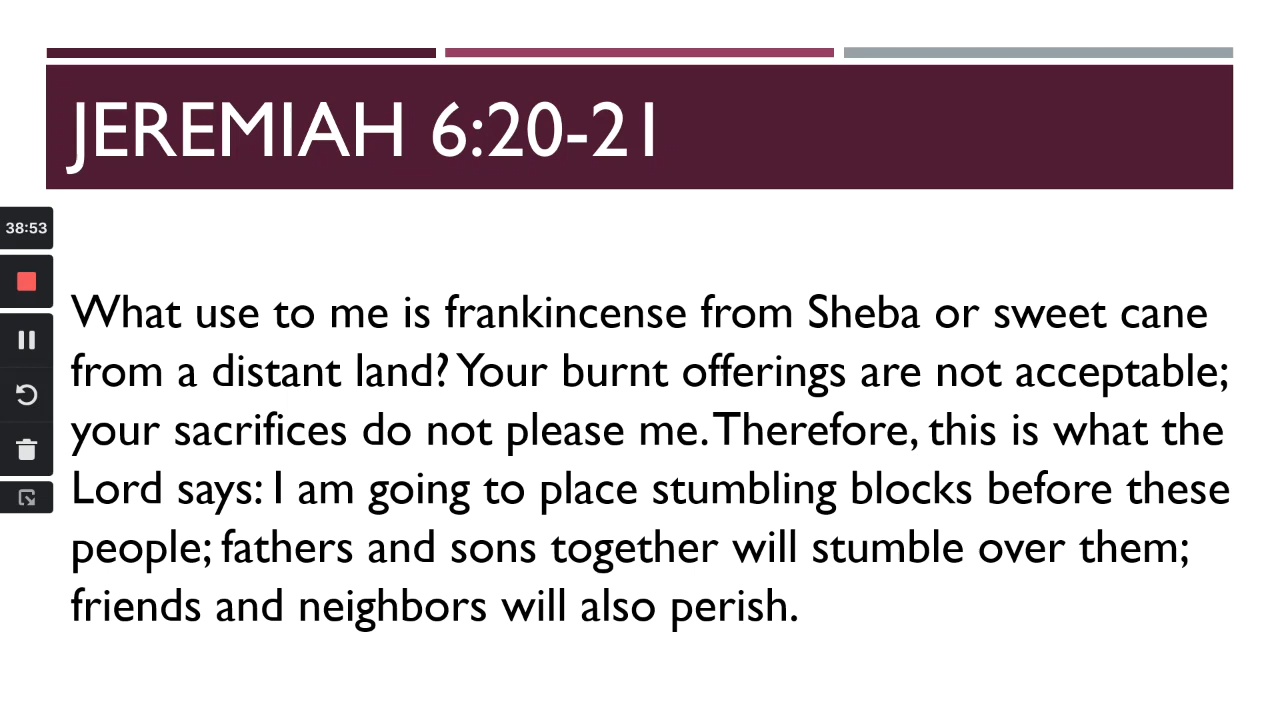 JEREMIAH 6:20-21
38:53
What use to me is frankincense from Sheba or sweet cane
from a distant land? Your burnt offerings are not acceptable;
your sacrifices do not please me. Therefore, this is what the
Lord says: I am going to place stumbling blocks before these
people; fathers and sons together will stumble over them;
friends and neighbors will also perish.